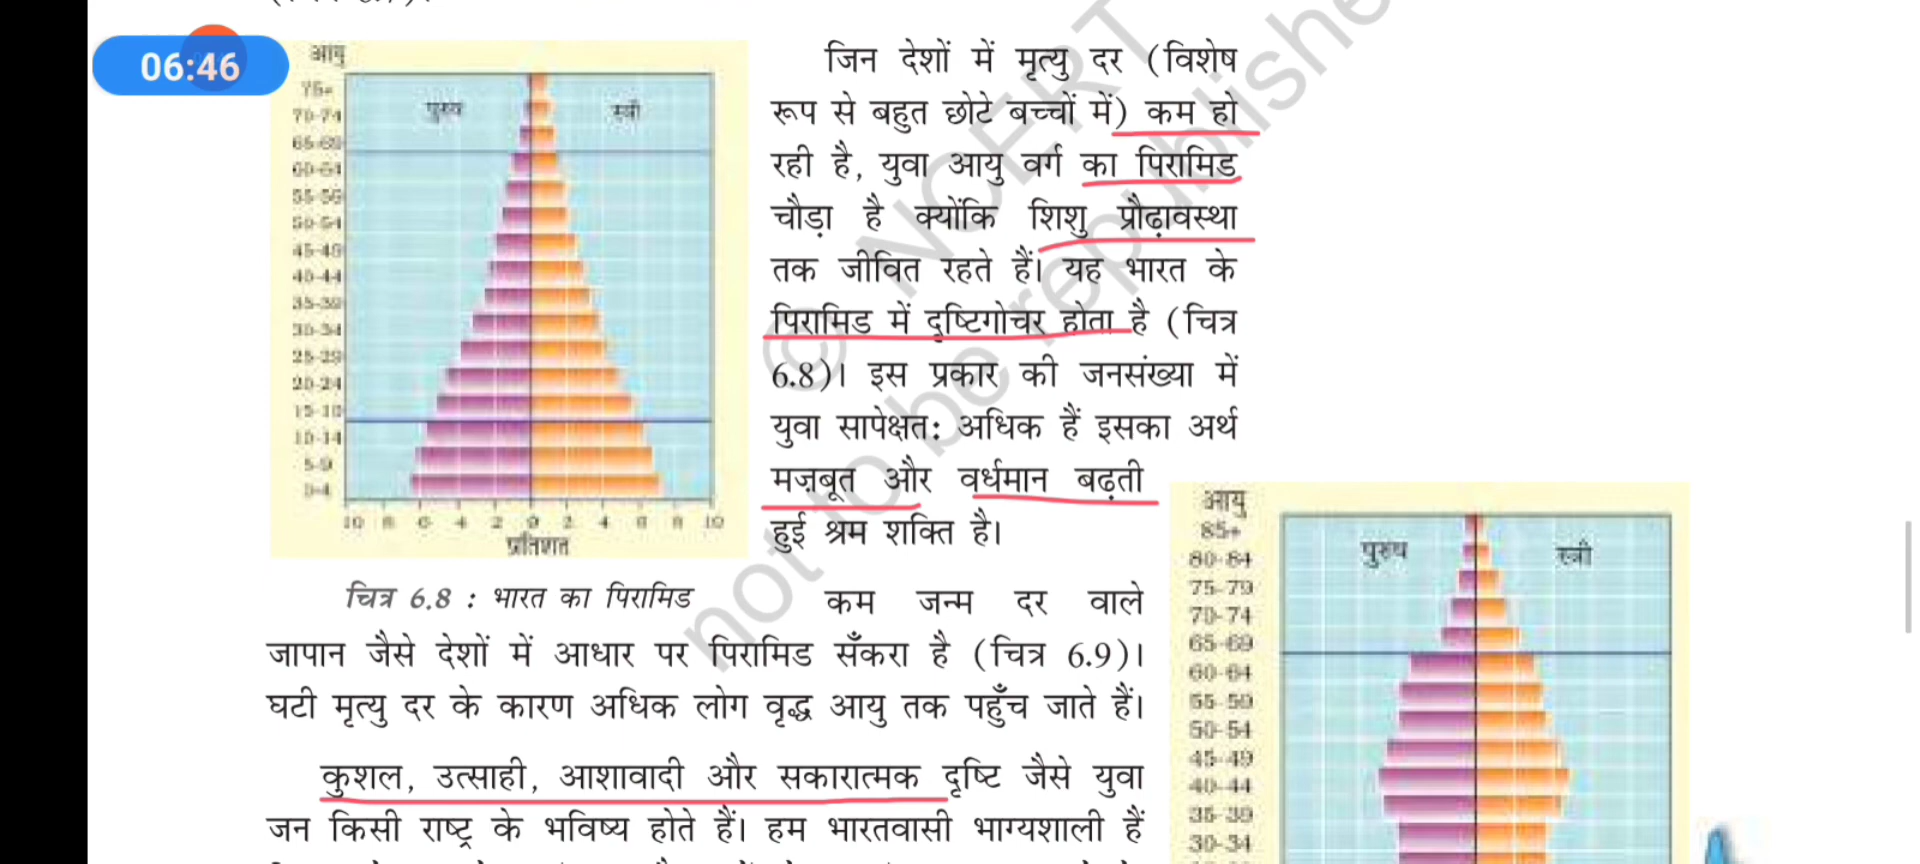 06:46
आयु
75+
70-74
65-69
60-64
55-59
50-54
45-49
40-44
35-39
30-34
25-29
20-24
15-19
10-14
5-9
0-4
पुरुष
स्त्री
10 8 6 4 2 0 2 4 6 8 10
प्रतिशत
चित्र 6.8 : भारत का पिरामिड
जिन देशों में मृत्यु दर (विशेष
रूप से बहुत छोटे बच्चों में) कम हो
रही है, युवा आयु वर्ग का पिरामिड
चौड़ा है क्योंकि शिशु प्रौढ़ावस्था
तक जीवित रहते हैं। यह भारत के
पिरामिड में दृष्टिगोचर होता है (चित्र
6.8)। इस प्रकार की जनसंख्या में
युवा सापेक्षतः अधिक हैं इसका अर्थ
मज़बूत और वर्धमान बढ़ती
हुई श्रम शक्ति है।
कम जन्म दर वाले
जापान जैसे देशों में आधार पर पिरामिड सँकरा है (चित्र 6.9)।
घटी मृत्यु दर के कारण अधिक लोग वृद्ध आयु तक पहुँच जाते हैं।
कुशल, उत्साही, आशावादी और सकारात्मक दृष्टि जैसे युवा
जन किसी राष्ट्र के भविष्य होते हैं। हम भारतवासी भाग्यशाली हैं
आयु
85+
80-84
75-79
70-74
65-69
60-64
55-59
50-54
45-49
40-44
35-39
30-34
पुरुष
स्त्री
© NCERT
not to be republishe